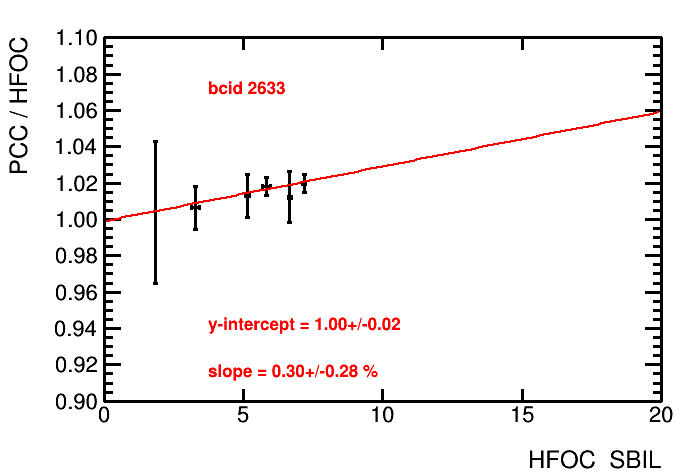 PCC / HFOC
1.10
1.08
1.06
1.04
1.02
1.00
0.98
0.96
0.94
0.92
0.90
bcid 2633
y-intercept = 1.00+/-0.02
slope = 0.30+/-0.28 %
0 5 10 15 20
HFOC SBIL